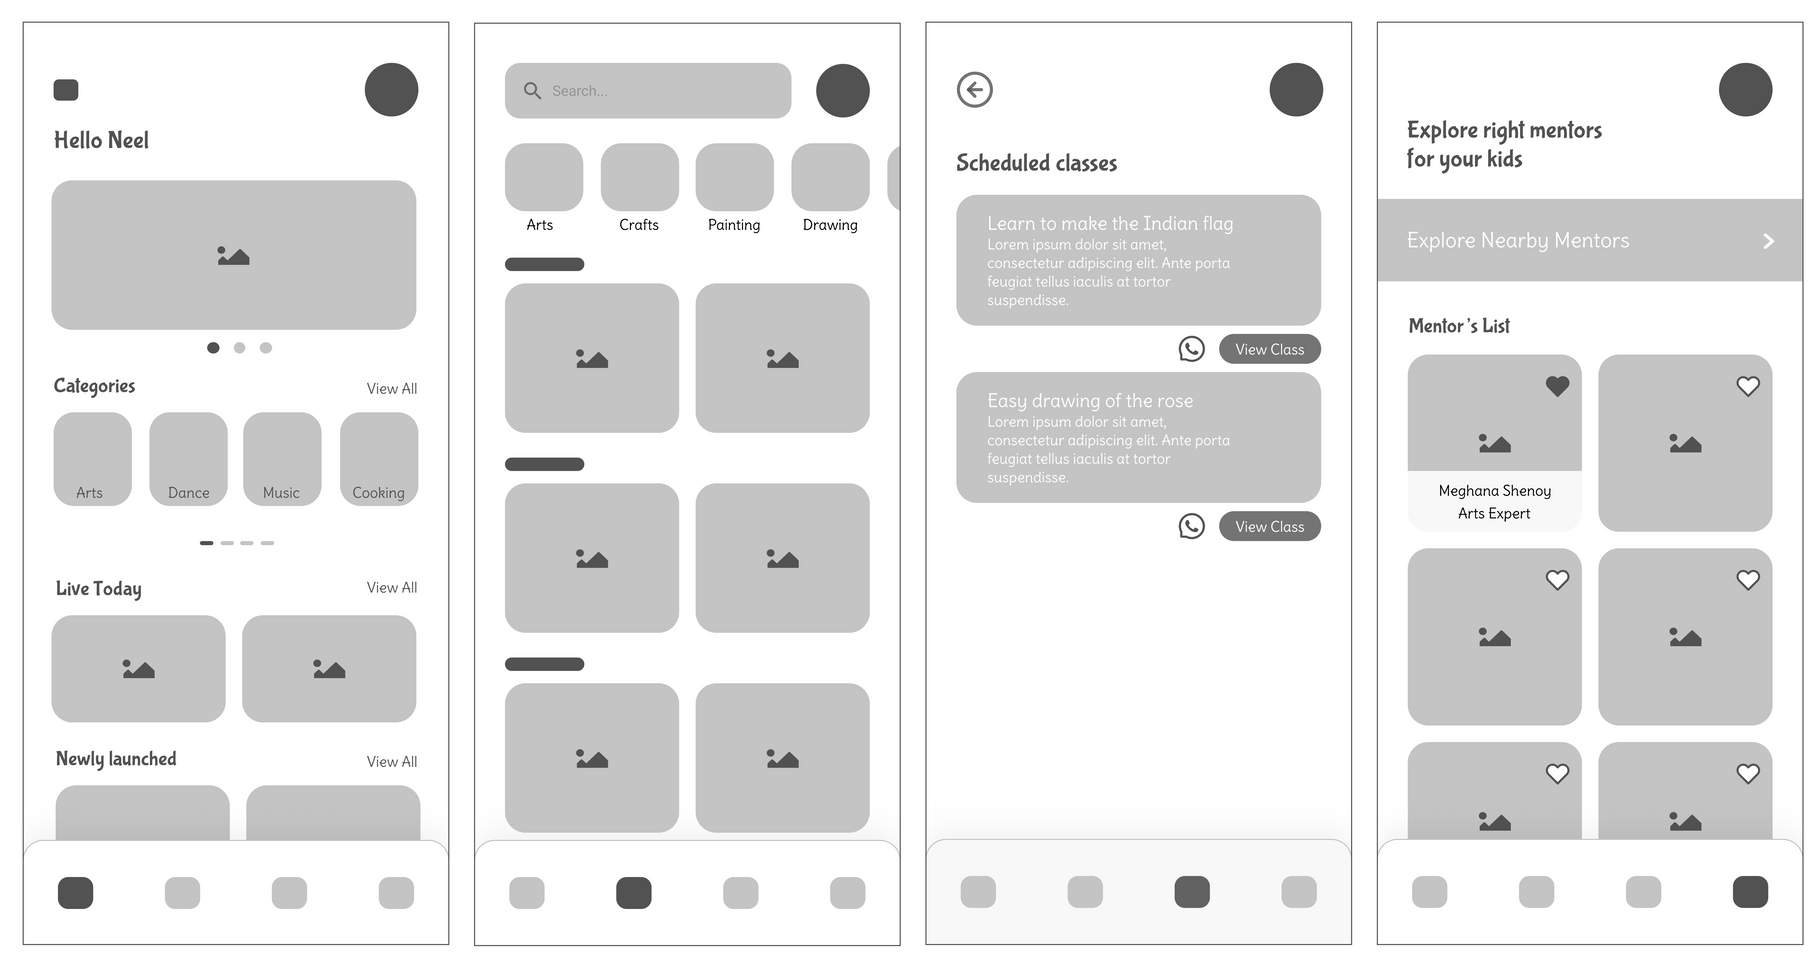 Hello Neel
Categories
View All
Arts
Dance
Music
Cooking
Live Today
View All
Newly launched
View All
Search...
Arts
Crafts
Painting
Drawing
Scheduled classes
Learn to make the Indian flag
Lorem ipsum dolor sit amet,
consectetur adipiscing elit. Ante porta
feugiat tellus iaculis at tortor
suspendisse.
View Class
Easy drawing of the rose
Lorem ipsum dolor sit amet,
consectetur adipiscing elit. Ante porta
feugiat tellus iaculis at tortor
suspendisse.
View Class
Explore right mentors
for your kids
Explore Nearby Mentors
Mentor's List
Meghana Shenoy
Arts Expert